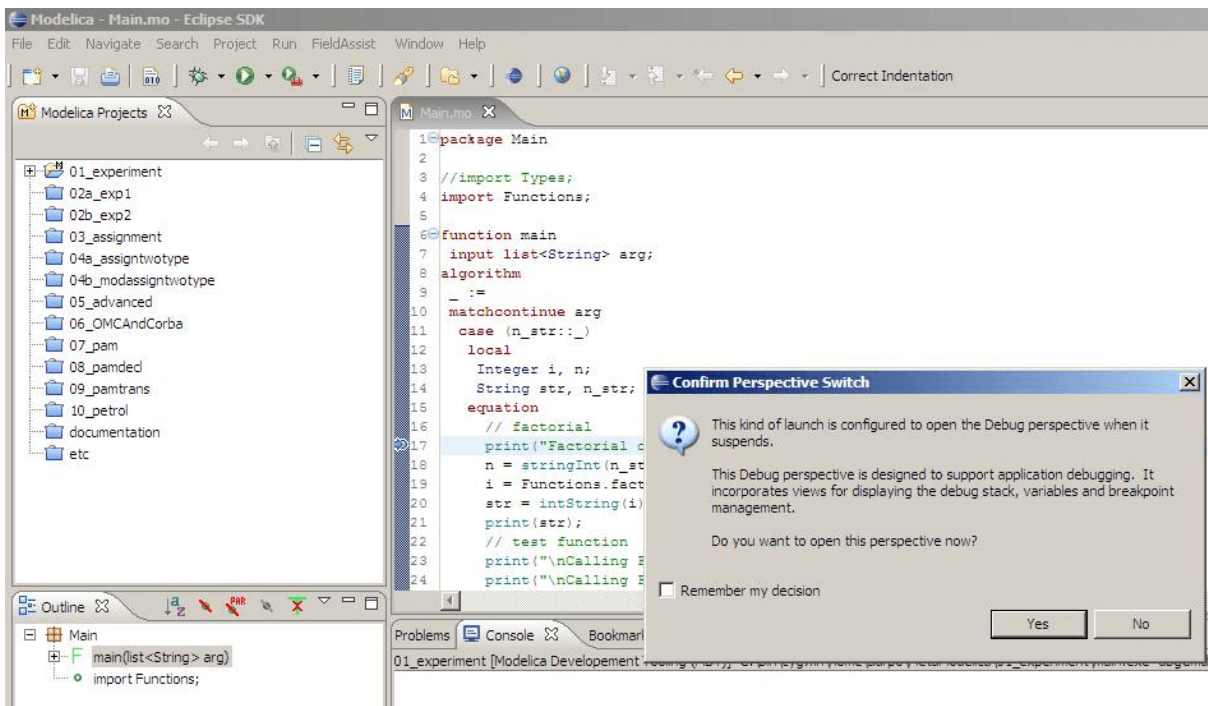 Modelica - Main.mo - Eclipse SDK
File Edit Navigate Search Project Run FieldAssist Window Help
Correct Indentation
Modelica Projects
Main.mo
01_experiment
02a_exp1
02b_exp2
03_assignment
04a_assigntwotype
04b_modassigntwotype
05_advanced
06_OMCAndCorba
07_pam
08_pamdecl
09_pamtrans
10_petrol
documentation
etc
1 package Main
2
3 //import Types;
4 import Functions;
5
6 function main
7 input list<String> arg;
8 algorithm
9 _ :=
10 matchcontinue arg
11 case (n_str::_)
12 local
13 Integer i, n;
14 String str, n_str;
15 equation
16 // factorial
17 print("Factorial
18 n = stringInt(n_st
19 i = Functions.fact
20 str = intString(i)
21 print(str);
22 // test function
23 print("\nCalling
24 print("\nCalling
Confirm Perspective Switch
This kind of launch is configured to open the Debug perspective when it
suspends.
This Debug perspective is designed to support application debugging. It
incorporates views for displaying the debug stack, variables and breakpoint
management.
Do you want to open this perspective now?
Remember my decision
Yes No
Outline
Main
main(list<String> arg)
import Functions;
Problems Console Bookmar
01_experiment [Modelica Developement